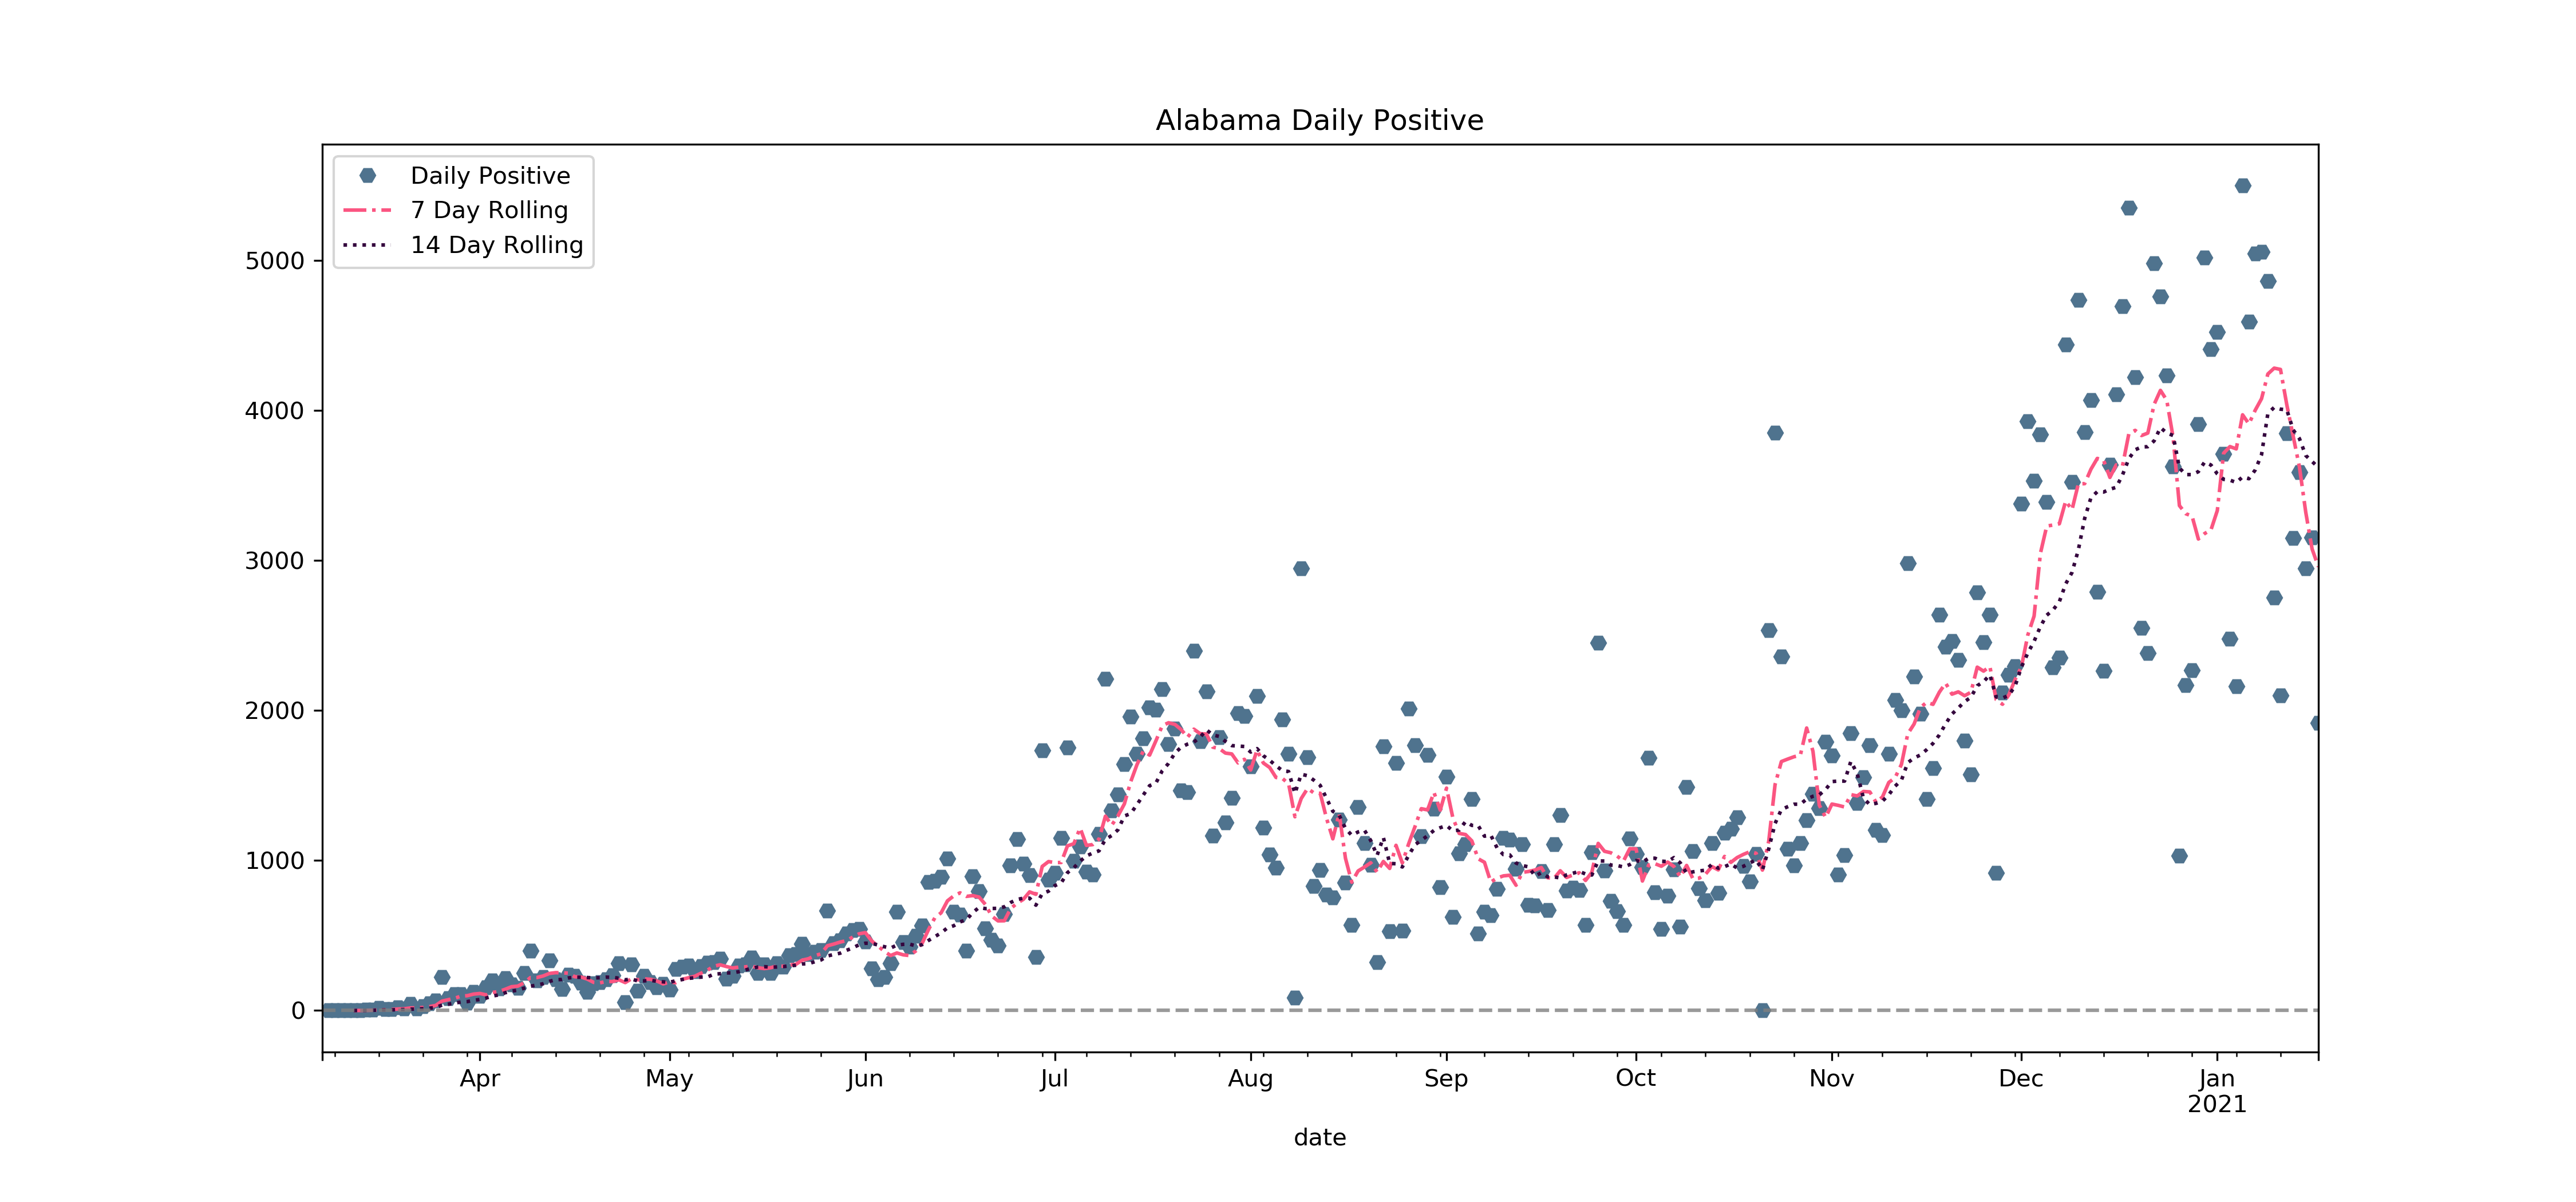 Alabama Daily Positive
Daily Positive
7 Day Rolling
14 Day Rolling
5000
4000
3000
2000
1000
0
Apr May Jun Jul Aug Sep Oct Nov Dec Jan
2021
date